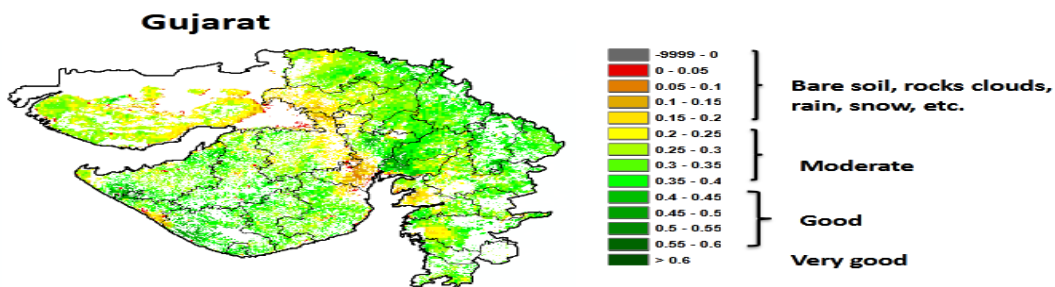 Gujarat
-9999 - 0
0 - 0.05
0.05 - 0.1
0.1 - 0.15
0.15 - 0.2
0.2 - 0.25
0.25 - 0.3
0.3 - 0.35
0.35 - 0.4
0.4 - 0.45
0.45 - 0.5
0.5 - 0.55
0.55 - 0.6
> 0.6
Bare soil, rocks clouds,
rain, snow, etc.
Moderate
Good
Very good